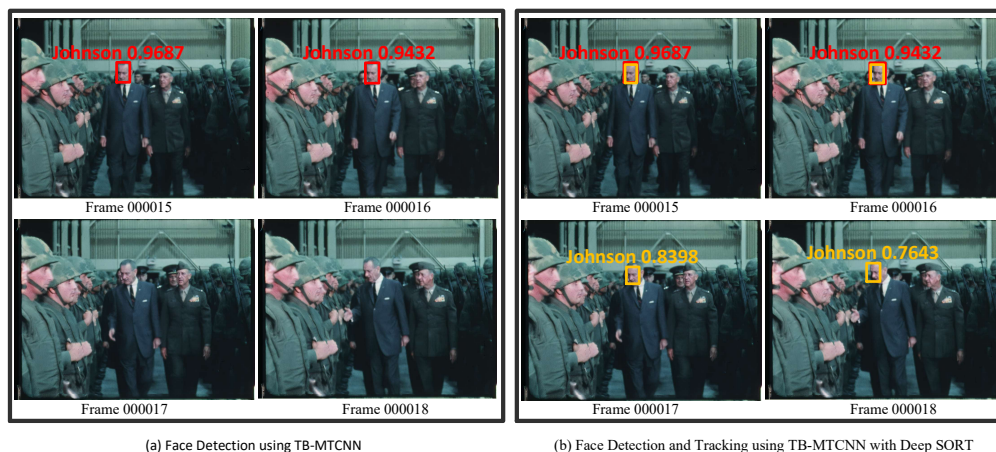 Johnson 0.9687
Johnson 0.9432
Frame 000015
Frame 000016
Frame 000017
Frame 000018
(a) Face Detection using TB-MTCNN
Johnson 0.9687
Johnson 0.9432
Frame 000015
Frame 000016
Johnson 0.8398
Johnson 0.7643
Frame 000017
Frame 000018
(b) Face Detection and Tracking using TB-MTCNN with Deep SORT